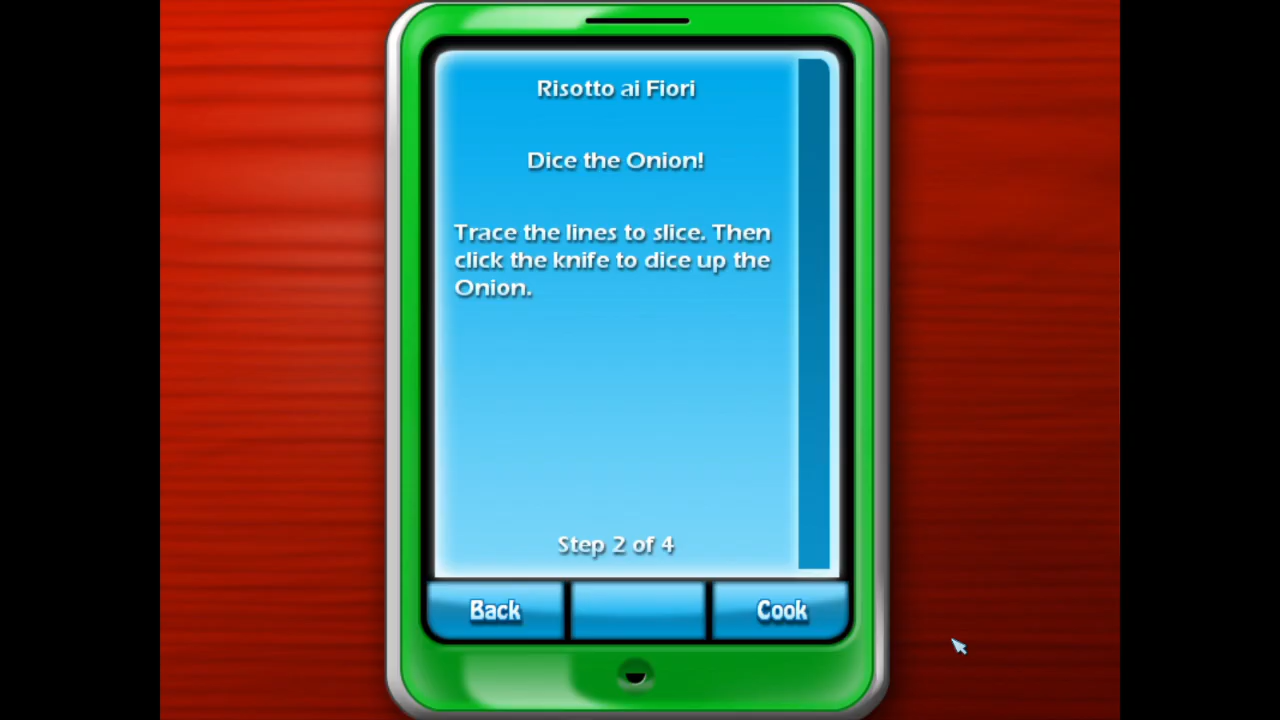 Risotto ai Fiori
Dice the Onion!
Trace the lines to slice. Then
click the knife to dice up the
Onion.
Step 2 of 4
Back
Cook